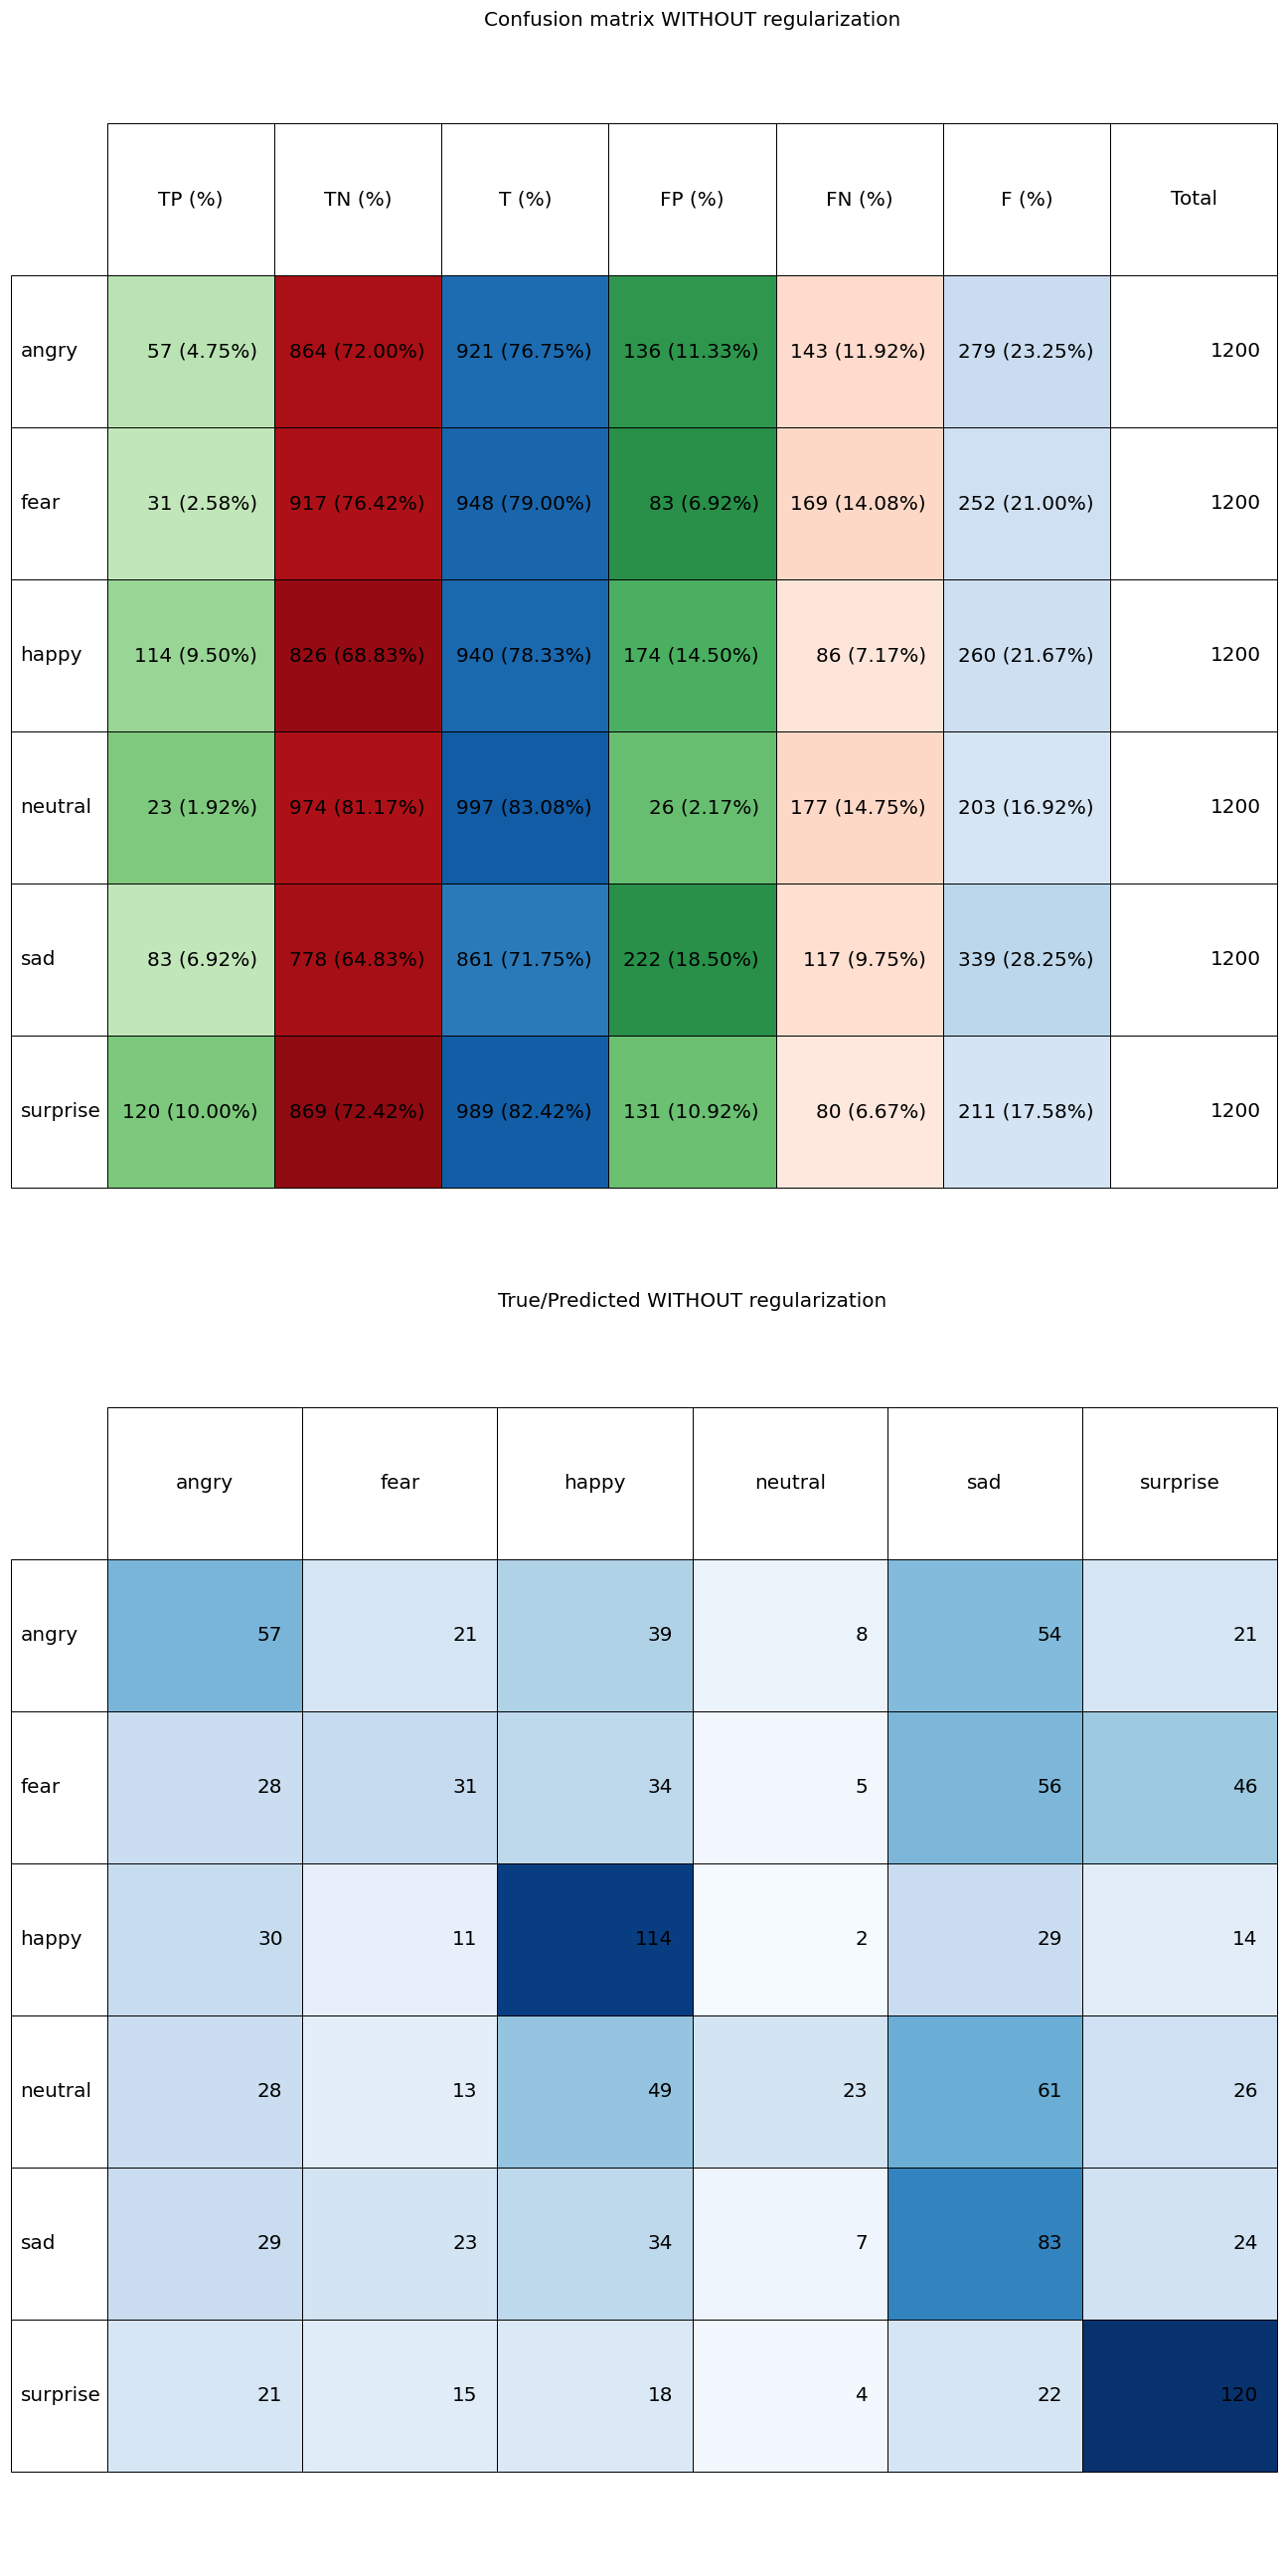 Confusion matrix WITHOUT regularization
TP (%) TN (%) T (%) FP (%) FN (%) F (%) Total
angry 57 (4.75%) 864 (72.00%) 921 (76.75%) 136 (11.33%) 143 (11.92%) 279 (23.25%) 1200
fear 31 (2.58%) 917 (76.42%) 948 (79.00%) 83 (6.92%) 169 (14.08%) 252 (21.00%) 1200
happy 114 (9.50%) 826 (68.83%) 940 (78.33%) 174 (14.50%) 86 (7.17%) 260 (21.67%) 1200
neutral 23 (1.92%) 974 (81.17%) 997 (83.08%) 26 (2.17%) 177 (14.75%) 203 (16.92%) 1200
sad 83 (6.92%) 778 (64.83%) 861 (71.75%) 222 (18.50%) 117 (9.75%) 339 (28.25%) 1200
surprise 120 (10.00%) 869 (72.42%) 989 (82.42%) 131 (10.92%) 80 (6.67%) 211 (17.58%) 1200
True/Predicted WITHOUT regularization
angry fear happy neutral sad surprise
angry 57 21 39 8 54 21
fear 28 31 34 5 56 46
happy 30 11 114 2 29 14
neutral 28 13 49 23 61 26
sad 29 23 34 7 83 24
surprise 21 15 18 4 22 120